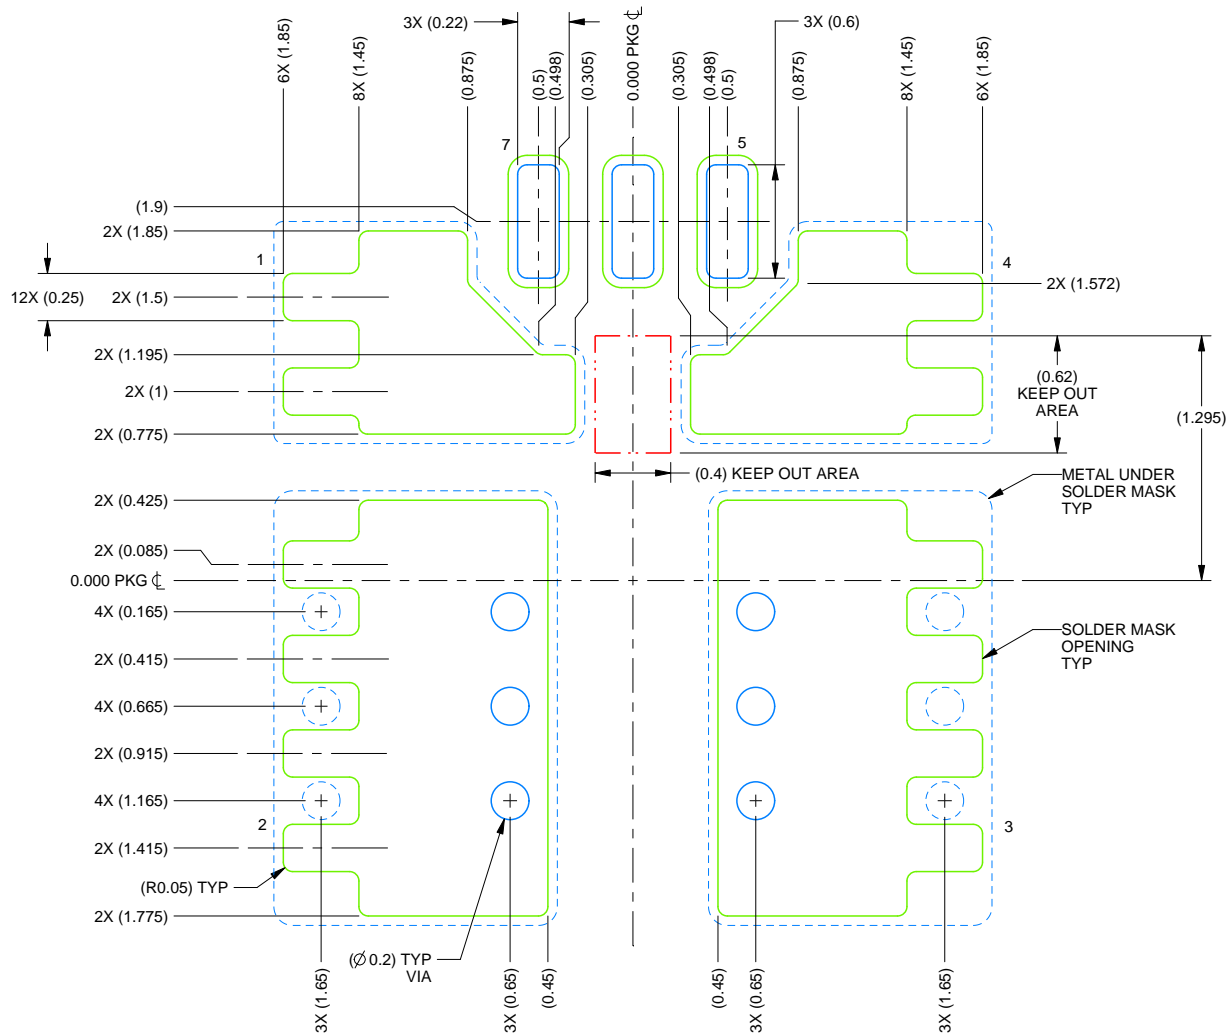 3X (0.22)
3X (0.6)
6X (1.85)
8X (1.45)
(0.875)
(0.5)
(0.498)
(0.305)
0.000 PKG ℄
(0.305)
(0.498)
(0.5)
(0.875)
8X (1.45)
6X (1.85)
7
5
(1.9)
2X (1.85)
1
4
12X (0.25)
2X (1.5)
2X (1.572)
2X (1.195)
2X (1)
2X (0.775)
(0.62)
KEEP OUT
AREA
(1.295)
(0.4) KEEP OUT AREA
METAL UNDER
SOLDER MASK
TYP
2X (0.425)
2X (0.085)
0.000 PKG ℄
4X (0.165)
SOLDER MASK
OPENING
TYP
2X (0.415)
4X (0.665)
2X (0.915)
4X (1.165)
2
3
2X (1.415)
(R0.05) TYP
2X (1.775)
(Ø0.2) TYP
VIA
3X (1.65)
3X (0.65)
(0.45)
(0.45)
3X (0.65)
3X (1.65)